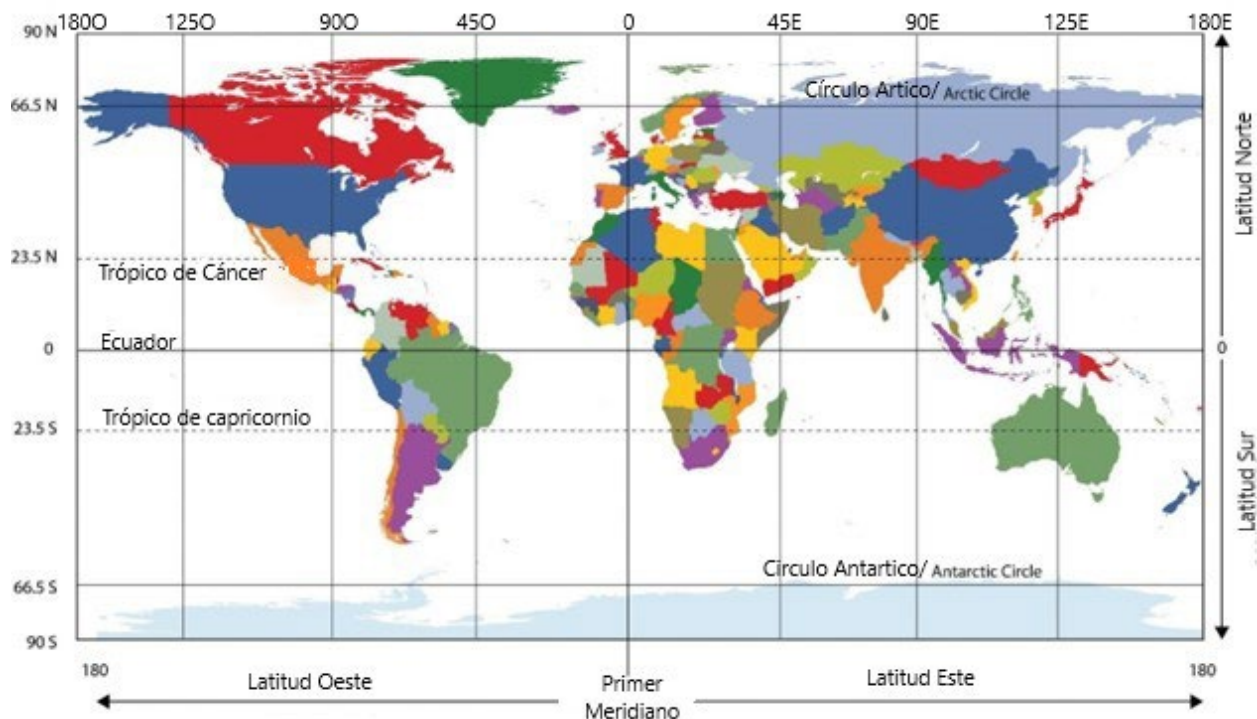 180O 125O 90O 45O 0 45E 90E 125E 180E
90 N
66.5 N
Círculo Artico/ Arctic Circle
Latitud Norte
23.5 N
Trópico de Cáncer
Ecuador
0
0
Trópico de capricornio
23.5 S
Latitud Sur
Circulo Antartico/ Antarctic Circle
66.5 S
90 S
180
180
Latitud Oeste
Primer
Meridiano
Latitud Este